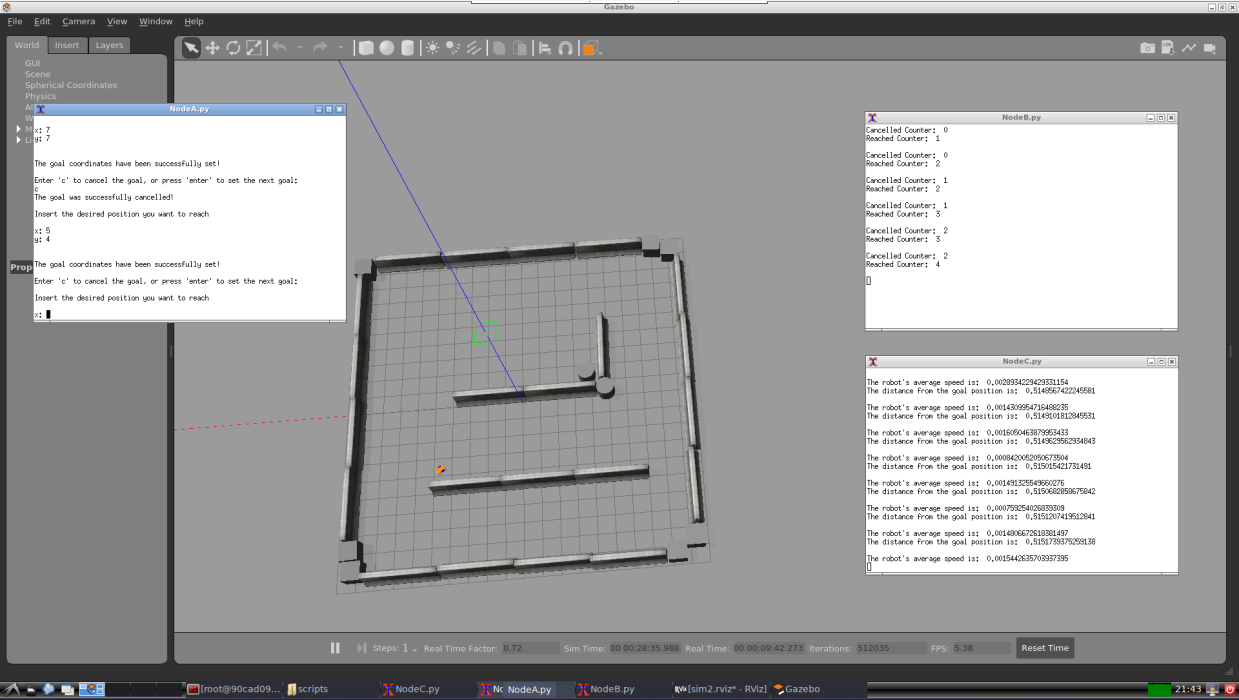 Gazebo
File Edit Camera View Window Help
World Insert Layers
GUI
Scene
Spherical Coordinates
Physics
Prop
Steps: 1 Real Time Factor: 0.72 Sim Time: 00 00:28:35.988 Real Time: 00 00:09:42.273 Iterations: 512035 FPS: 5.38 Reset Time
NodeA.py
x: 7
y: 7
The goal coordinates have been successfully set!
Enter 'c' to cancel the goal, or press 'enter' to set the next goal:
c
The goal was successfully cancelled!
Insert the desired position you want to reach
x: 5
y: 4
The goal coordinates have been successfully set!
Enter 'c' to cancel the goal, or press 'enter' to set the next goal:
Insert the desired position you want to reach
x:
NodeB.py
Cancelled Counter: 0
Reached Counter: 1
Cancelled Counter: 0
Reached Counter: 2
Cancelled Counter: 1
Reached Counter: 2
Cancelled Counter: 1
Reached Counter: 3
Cancelled Counter: 2
Reached Counter: 3
Cancelled Counter: 2
Reached Counter: 4
NodeC.py
The robot's average speed is: 0.0028934229429331154
The distance from the goal position is: 0.5148567422245581
The robot's average speed is: 0.0014309954716488235
The distance from the goal position is: 0.5149101812845531
The robot's average speed is: 0.0016050463879953433
The distance from the goal position is: 0.5149629562934843
The robot's average speed is: 0.0008420052050673504
The distance from the goal position is: 0.515015421731491
The robot's average speed is: 0.001491325549660276
The distance from the goal position is: 0.5150682858675842
The robot's average speed is: 0.000759254026839309
The distance from the goal position is: 0.5151207419512841
The robot's average speed is: 0.0014806672618381497
The distance from the goal position is: 0.5151739375259138
The robot's average speed is: 0.0015442635703937395
[root@90cad09... scripts NodeC.py NodeA.py NodeB.py [sim2.rviz* - RViz] Gazebo 21:43